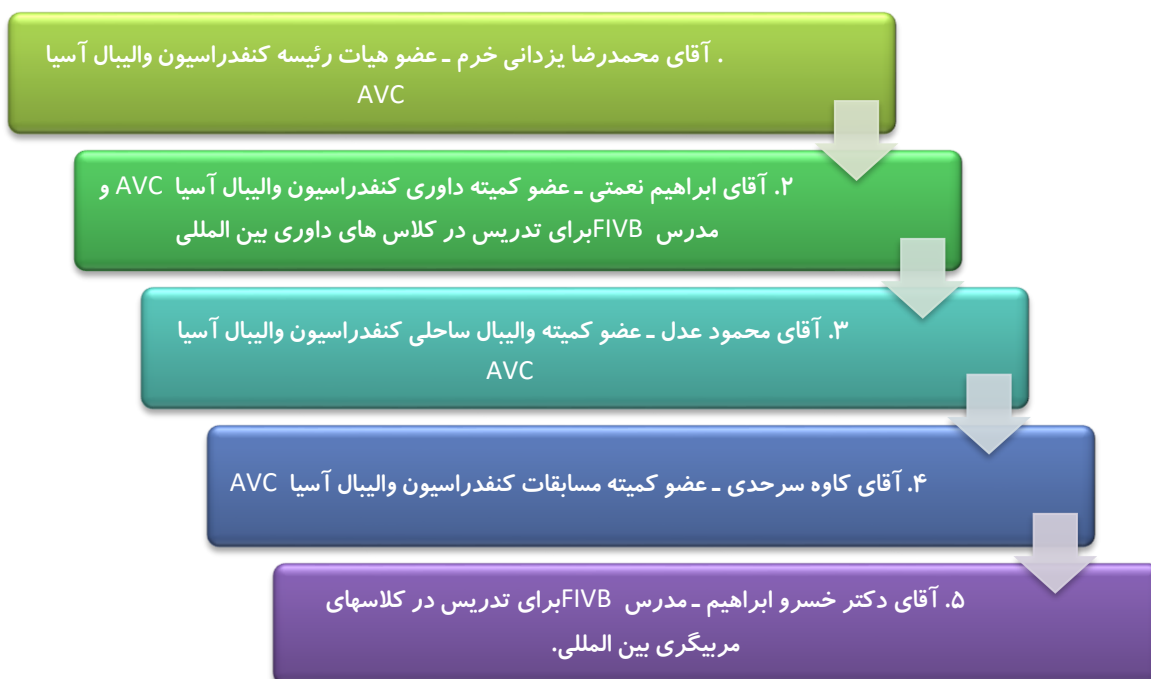 . آقای محمدرضا یزدانی خرم ـ عضو هیات رئیسه کنفدراسیون والیبال آسیا
AVC
۲. آقای ابراهیم نعمتی ـ عضو کمیته داوری کنفدراسیون والیبال آسیا AVC و
مدرس FIVBبرای تدریس در کلاس های داوری بین المللی
۳. آقای محمود عدل ـ عضو کمیته والیبال ساحلی کنفدراسیون والیبال آسیا
AVC
۴. آقای کاوه سرحدی ـ عضو کمیته مسابقات کنفدراسیون والیبال آسیا AVC
۵. آقای دکتر خسرو ابراهیم ـ مدرس FIVBبرای تدریس در کلاسهای
مربیگری بین المللی.